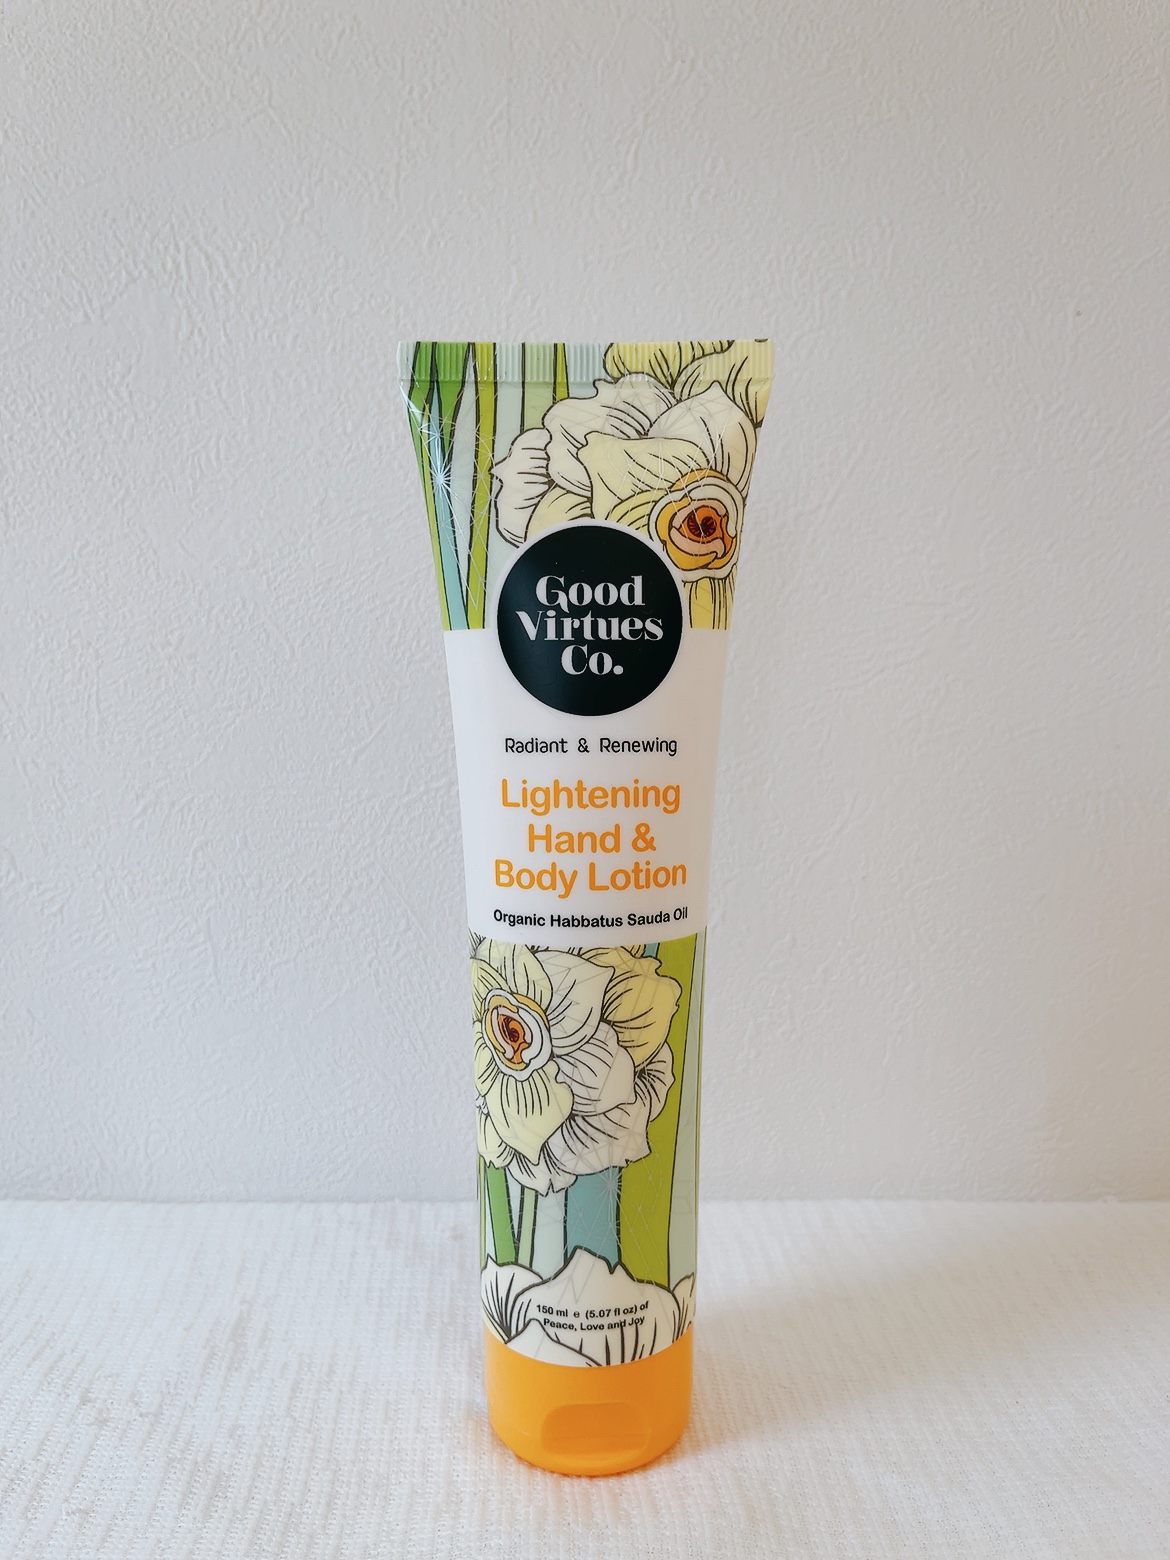 Good
Virtues
Co.
Radiant & Renewing
Lightening
Hand &
Body Lotion
Organic Habbatus Sauda Oil
150 ml ℮ (5.07 fl oz) of
Peace, Love and Joy